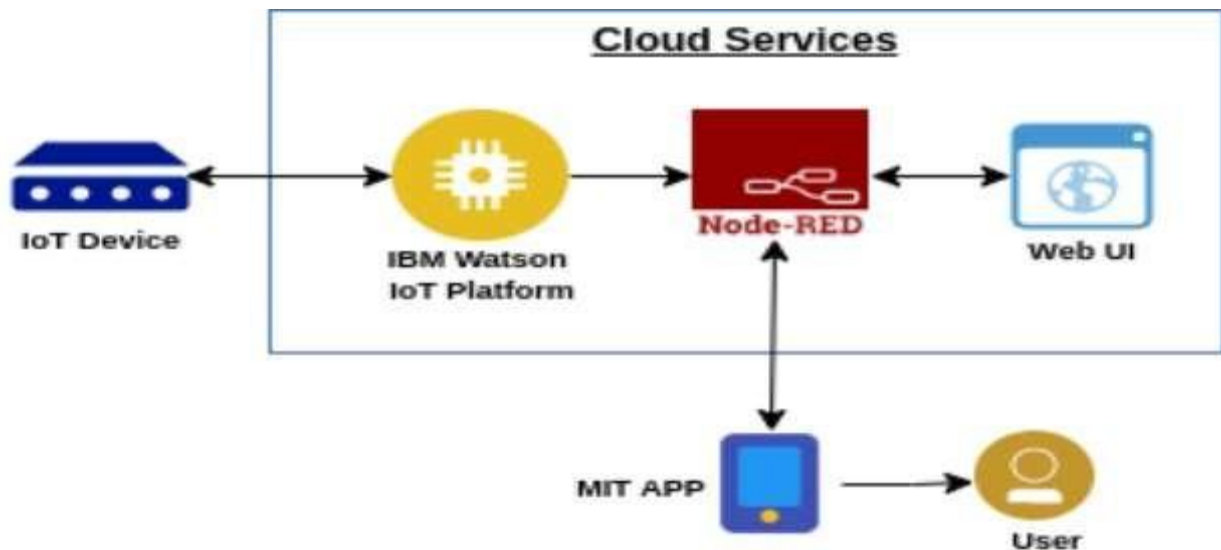 Cloud Services
IoT Device
IBM Watson
IoT Platform
Node-RED
Web UI
MIT APP
User